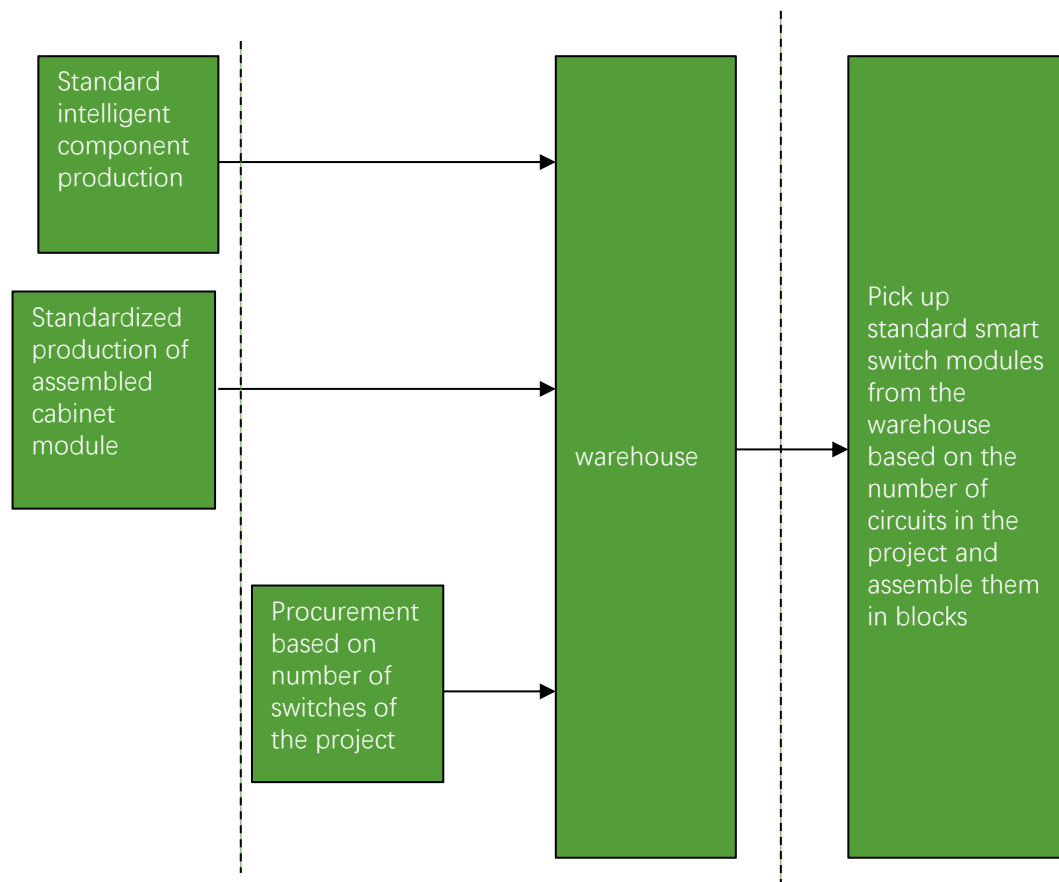 Standard
intelligent
component
production
Standardized
production of
assembled
cabinet
module
Procurement
based on
number of
switches of
the project
warehouse
Pick up
standard smart
switch modules
from the
warehouse
based on the
number of
circuits in the
project and
assemble them
in blocks